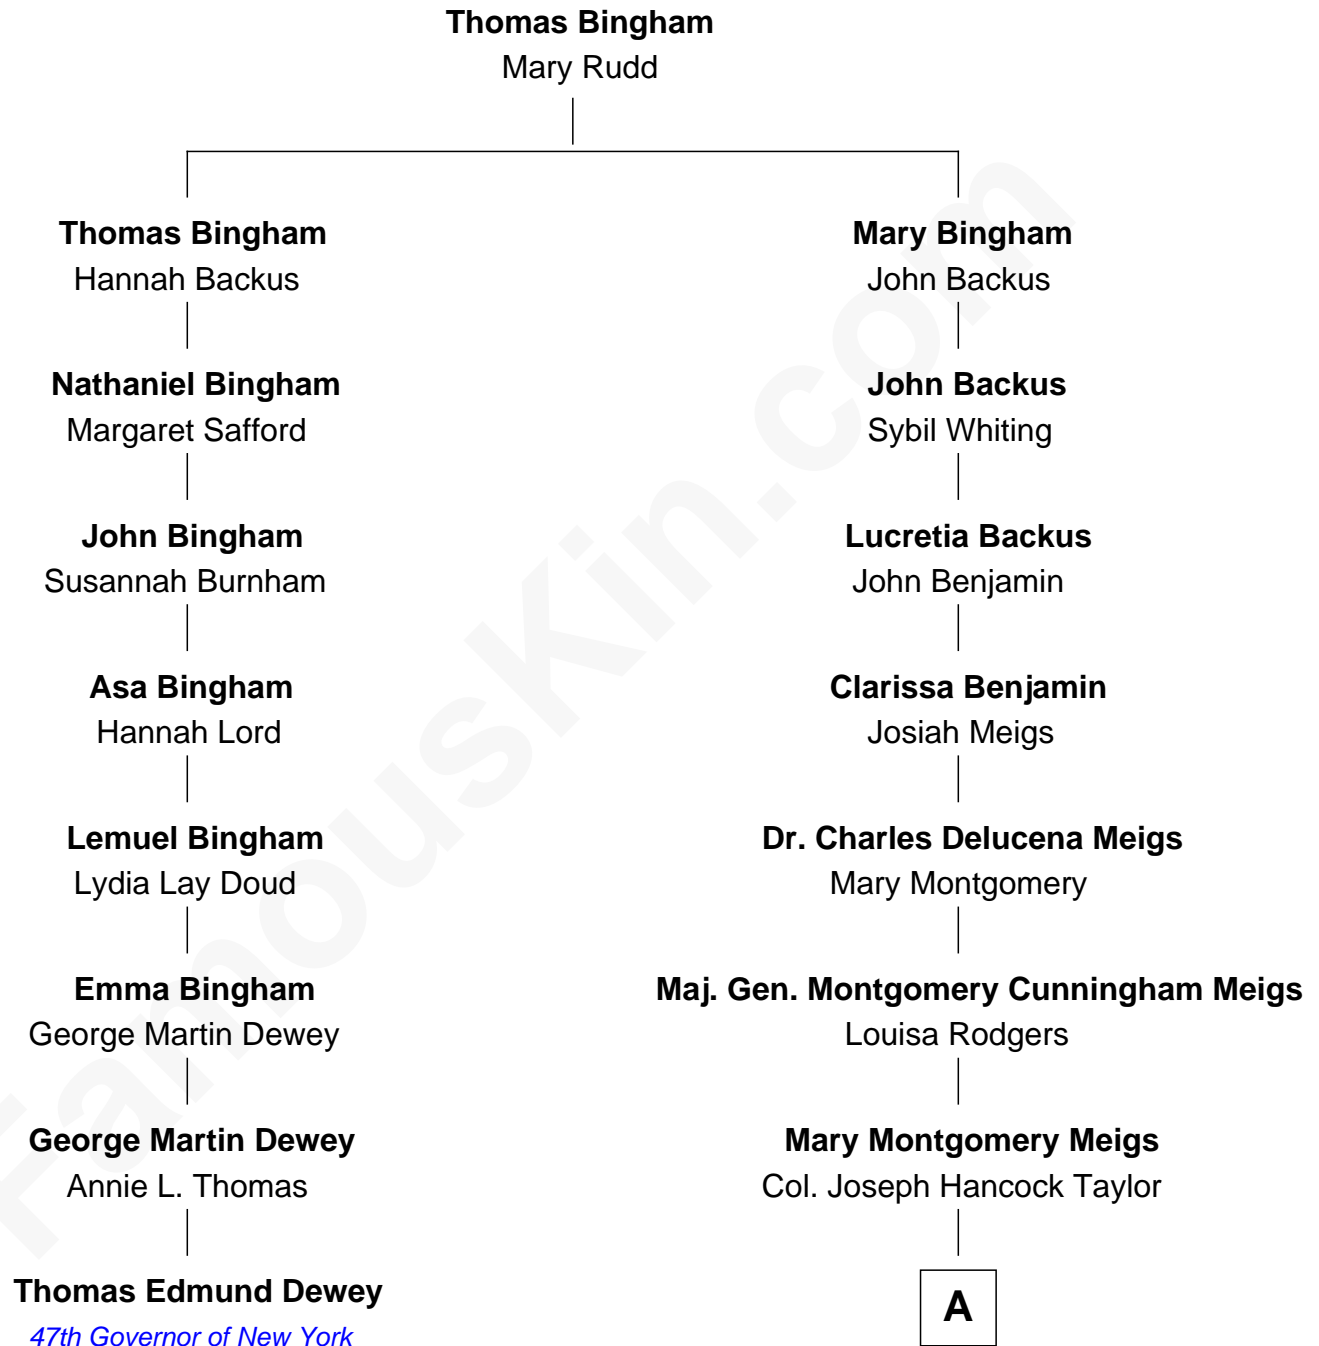 Thomas Bingham
Mary Rudd
Thomas Bingham
Hannah Backus
Nathaniel Bingham
Margaret Safford
John Bingham
Susannah Burnham
Asa Bingham
Hannah Lord
Lemuel Bingham
Lydia Lay Doud
Emma Bingham
George Martin Dewey
George Martin Dewey
Annie L. Thomas
Thomas Edmund Dewey
47th Governor of New York
Mary Bingham
John Backus
John Backus
Sybil Whiting
Lucretia Backus
John Benjamin
Clarissa Benjamin
Josiah Meigs
Dr. Charles Delucena Meigs
Mary Montgomery
Maj. Gen. Montgomery Cunningham Meigs
Louisa Rodgers
Mary Montgomery Meigs
Col. Joseph Hancock Taylor
A
FamousKin.com